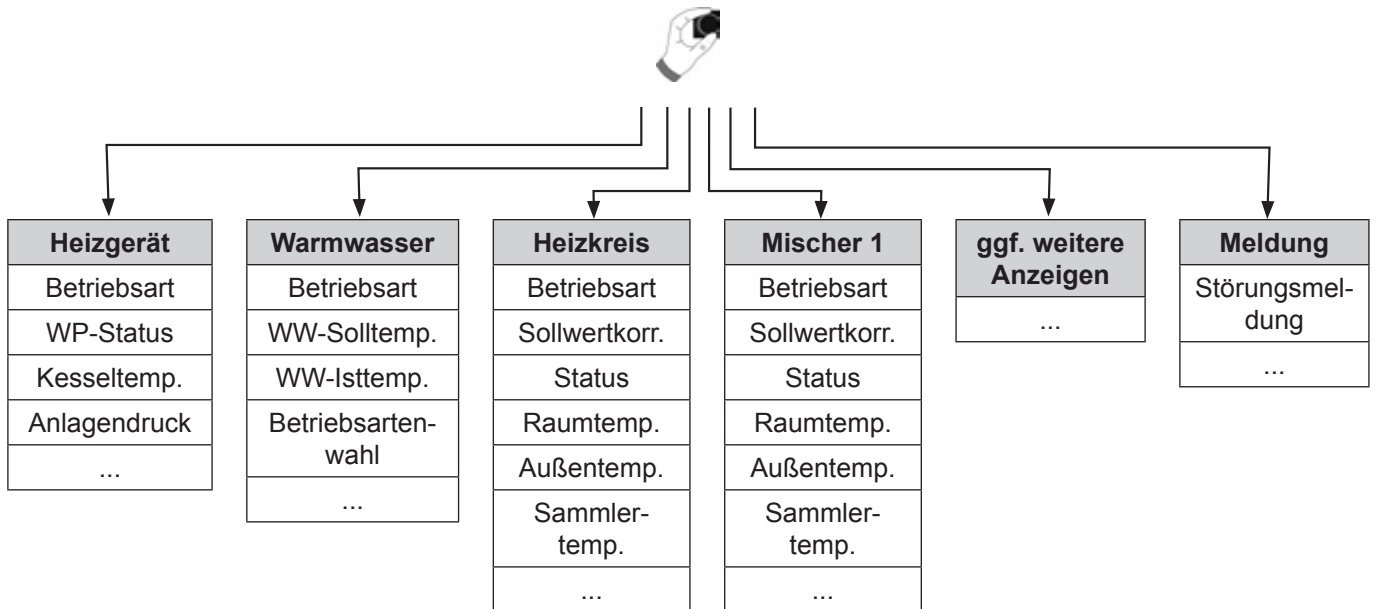 Heizgerät
Betriebsart
WP-Status
Kesseltemp.
Anlagendruck
...
Warmwasser
Betriebsart
WW-Solltemp.
WW-Isttemp.
Betriebsarten-
wahl
...
Heizkreis
Betriebsart
Sollwertkorr.
Status
Raumtemp.
Außentemp.
Sammler-
temp.
...
Mischer 1
Betriebsart
Sollwertkorr.
Status
Raumtemp.
Außentemp.
Sammler-
temp.
...
ggf. weitere
Anzeigen
...
Meldung
Störungsmel-
dung
...